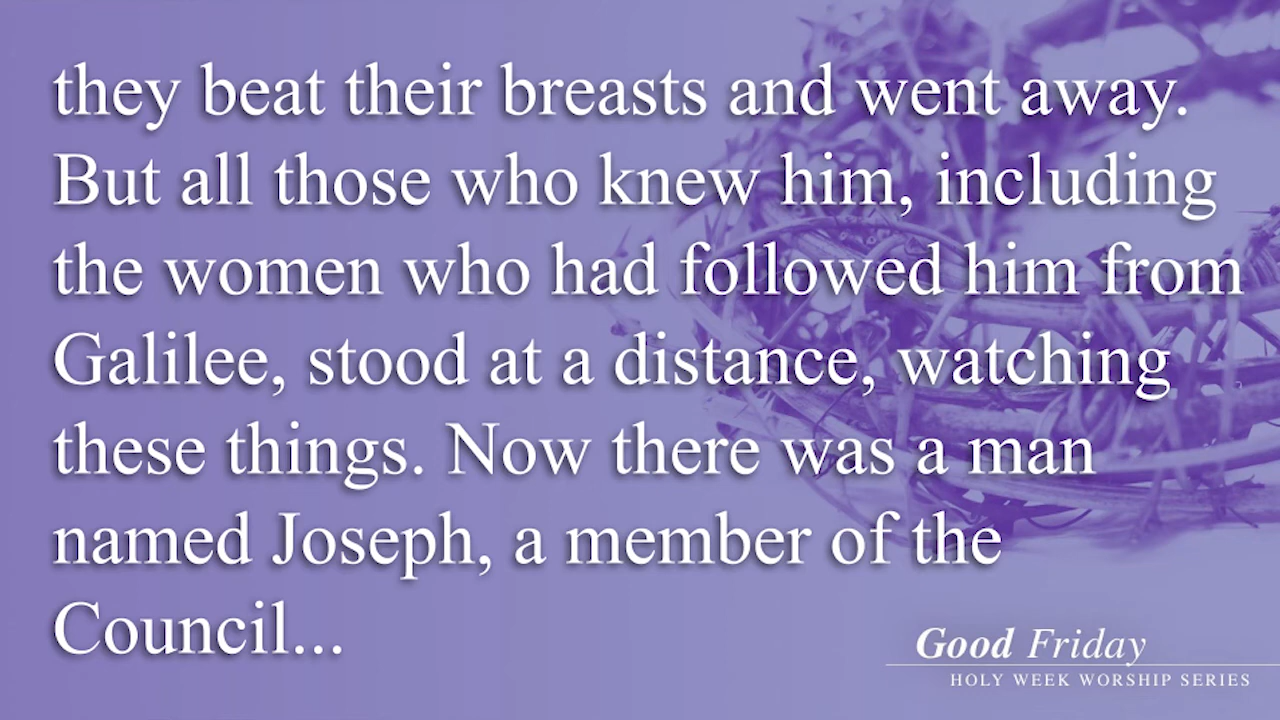 they beat their breasts and went away.
But all those who knew him, including
the women who had followed him from
Galilee, stood at a distance, watching
these things. Now there was a man
named Joseph, a member of the
Council...
Good Friday
HOLY WEEK WORSHIP SERIES